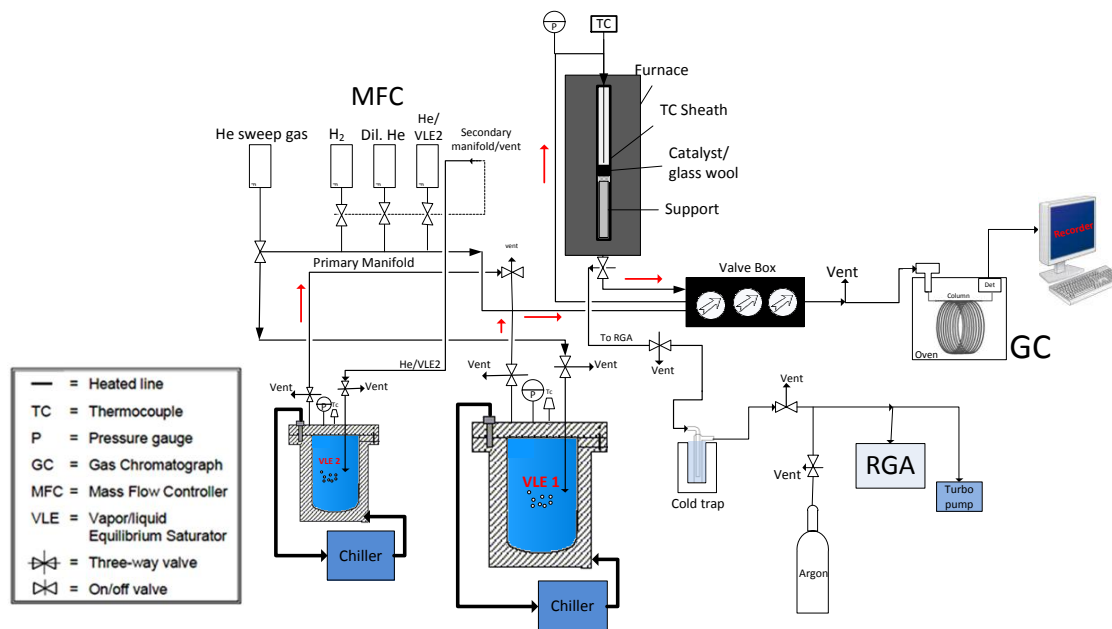 P
TC
Furnace
MFC
TC Sheath
He sweep gas
H2
Dil. He
He/
VLE2
Secondary
manifold/vent
Catalyst/
glass wool
Support
Recorder
vent
Primary Manifold
Valve Box
Vent
Det
Column
Oven
GC
To RGA
Vent
He/VLE2
Vent
Vent
Vent
Vent
P
Tc
P
Tc
VLE 2
VLE 1
Vent
Cold trap
Vent
RGA
Turbo
pump
Argon
Chiller
Chiller
= Heated line
TC = Thermocouple
P = Pressure gauge
GC = Gas Chromatograph
MFC = Mass Flow Controller
VLE = Vapor/liquid
Equilibrium Saturator
= Three-way valve
= On/off valve